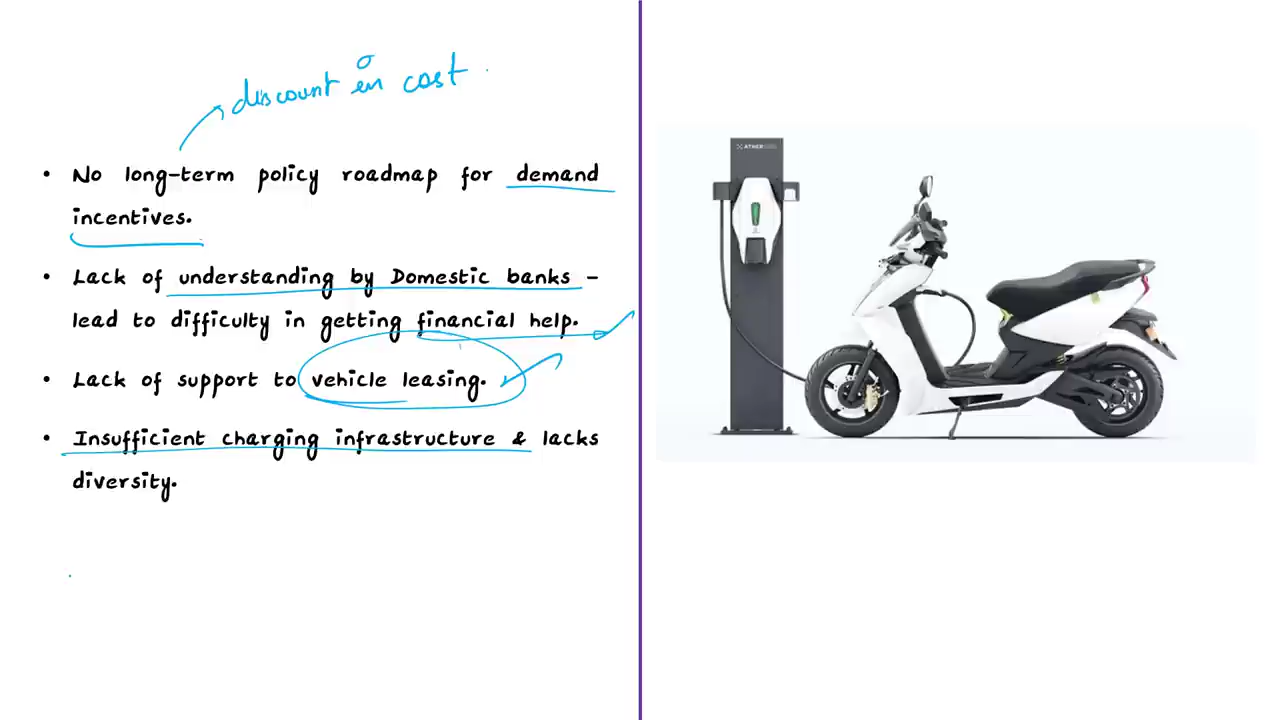 discount in cost
• No long-term policy roadmap for demand
incentives.
• Lack of understanding by Domestic banks –
lead to difficulty in getting financial help.
• Lack of support to vehicle leasing.
• Insufficient charging infrastructure & lacks
diversity.
ATHER